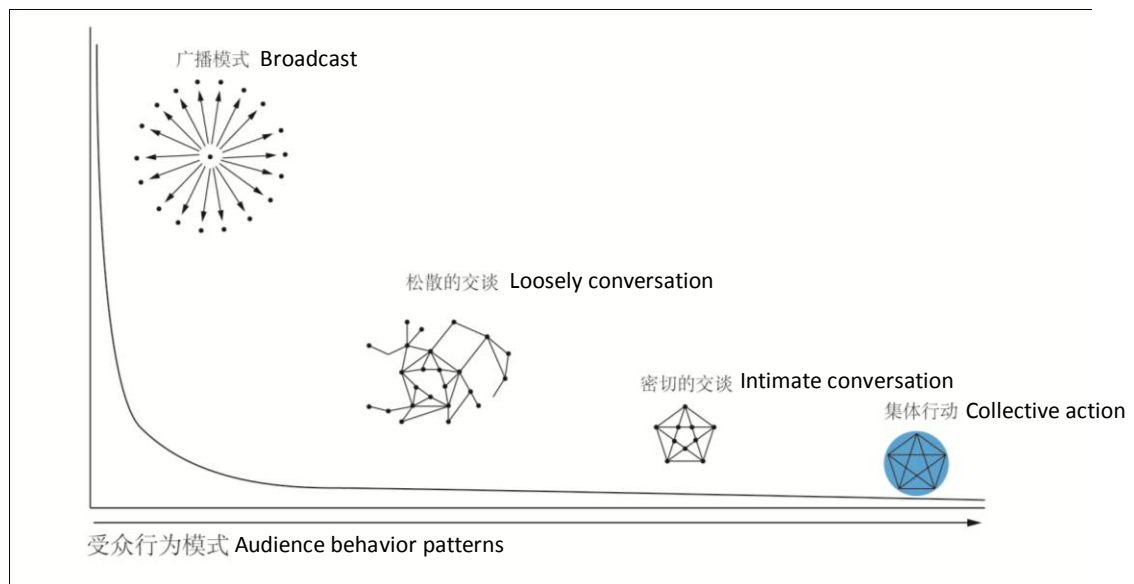 广播模式 Broadcast
松散的交谈 Loosely conversation
密切的交谈 Intimate conversation
集体行动 Collective action
受众行为模式 Audience behavior patterns